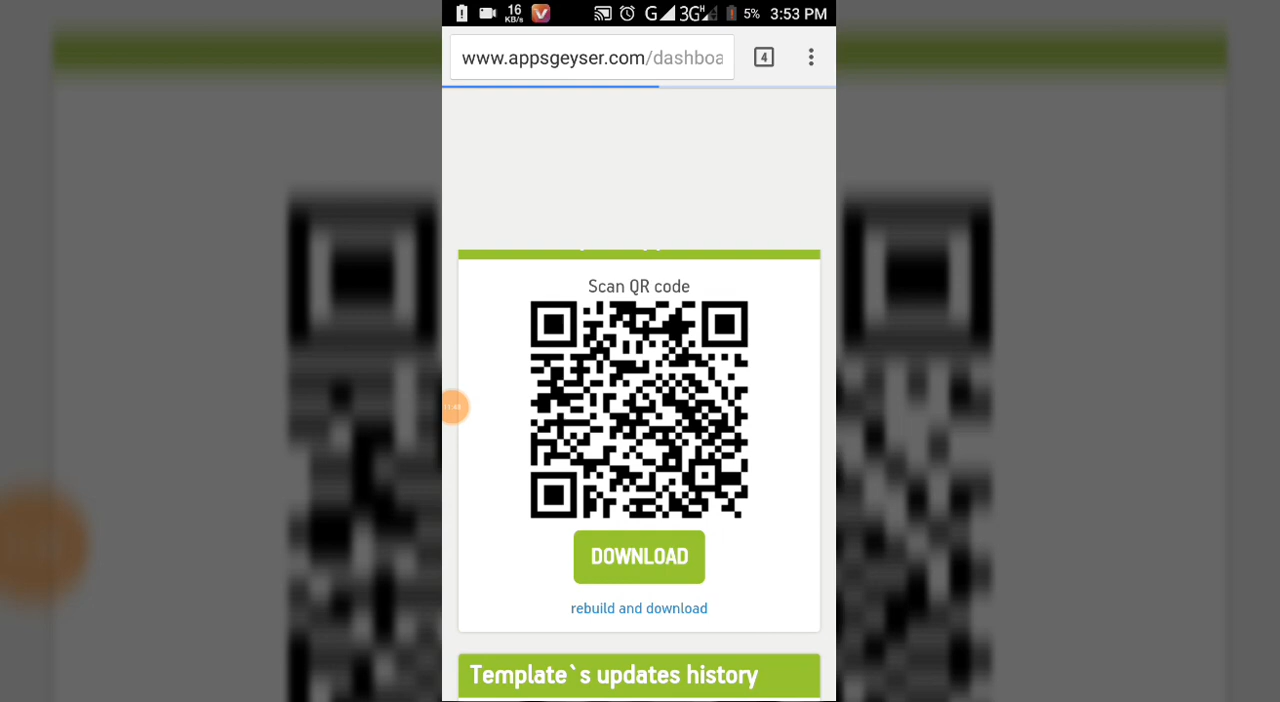 16
KB/s
G
3G
H
5%
3:53 PM
www.appsgeyser.com/dashboa
4
Scan QR code
DOWNLOAD
rebuild and download
Template`s updates history